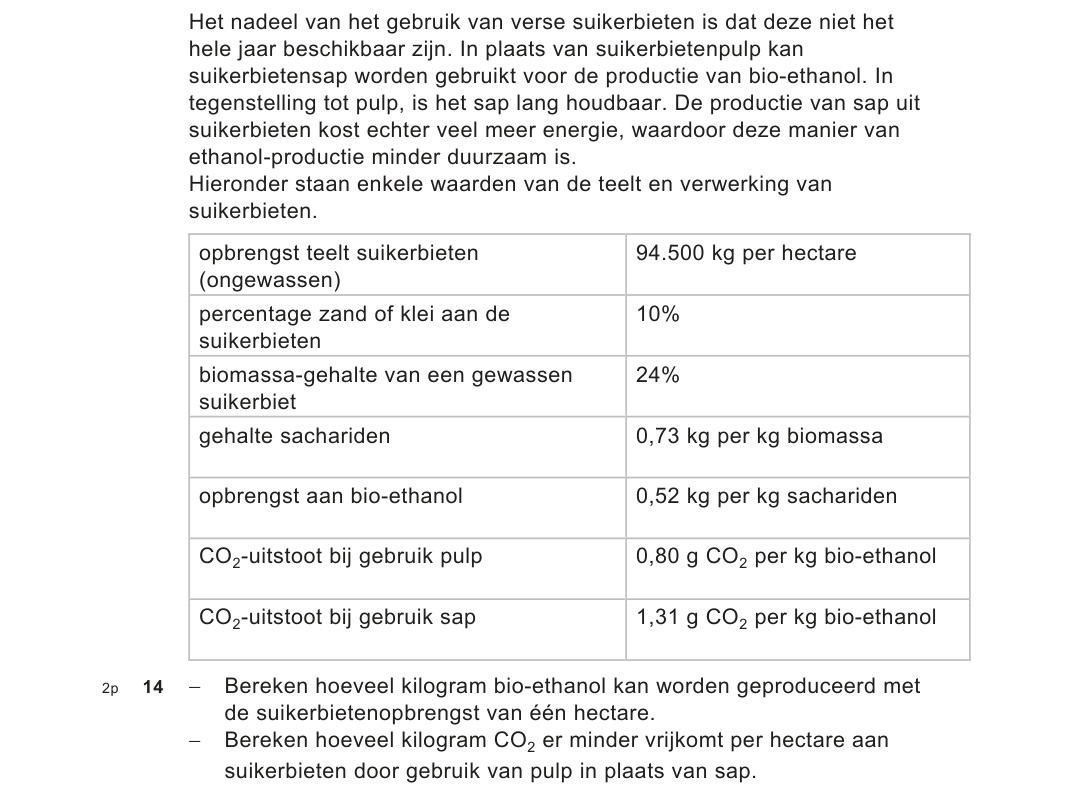 Het nadeel van het gebruik van verse suikerbieten is dat deze niet het
hele jaar beschikbaar zijn. In plaats van suikerbietenpulp kan
suikerbietensap worden gebruikt voor de productie van bio-ethanol. In
tegenstelling tot pulp, is het sap lang houdbaar. De productie van sap uit
suikerbieten kost echter veel meer energie, waardoor deze manier van
ethanol-productie minder duurzaam is.
Hieronder staan enkele waarden van de teelt en verwerking van
suikerbieten.
opbrengst teelt suikerbieten 94.500 kg per hectare
(ongewassen)
percentage zand of klei aan de 10%
suikerbieten
biomassa-gehalte van een gewassen 24%
suikerbiet
gehalte sachariden 0,73 kg per kg biomassa
opbrengst aan bio-ethanol 0,52 kg per kg sachariden
CO₂-uitstoot bij gebruik pulp 0,80 g CO₂ per kg bio-ethanol
CO₂-uitstoot bij gebruik sap 1,31 g CO₂ per kg bio-ethanol
2p 14 – Bereken hoeveel kilogram bio-ethanol kan worden geproduceerd met
de suikerbietenopbrengst van één hectare.
– Bereken hoeveel kilogram CO₂ er minder vrijkomt per hectare aan
suikerbieten door gebruik van pulp in plaats van sap.